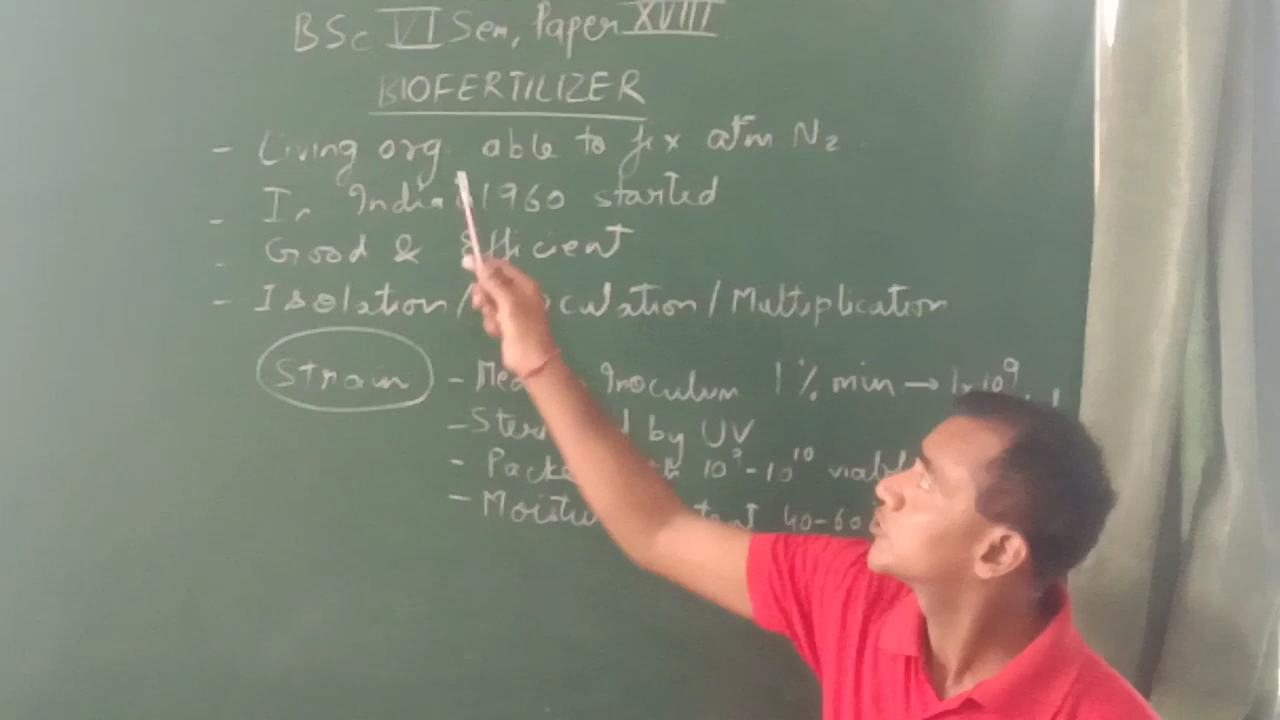 BSc VI Sem, Paper XVIII
BIOFERTILIZER
- Living org. able to fix atm N2
- In India 1960 started
- Good & Efficient
- Isolation / culation / Multiplication
Strain - Inoculum 1% min → 1x10⁹
- by UV
- 10⁹-10¹⁰ viable
- 40-60